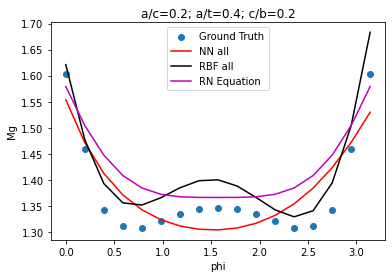 a/c=0.2; a/t=0.4; c/b=0.2
Ground Truth
NN all
RBF all
RN Equation
Mg
1.70
1.65
1.60
1.55
1.50
1.45
1.40
1.35
1.30
0.0 0.5 1.0 1.5 2.0 2.5 3.0
phi